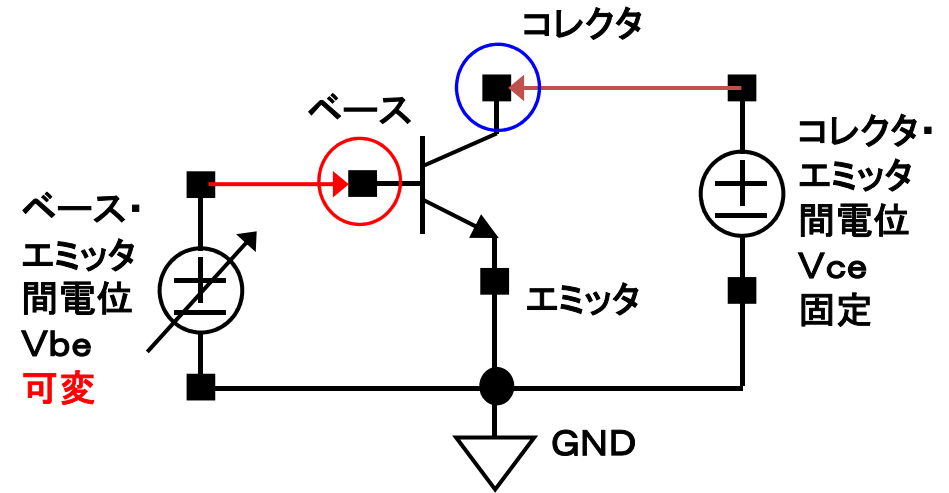 コレクタ
ベース
コレクタ・
エミッタ
間電位
Vce
固定
ベース・
エミッタ
間電位
Vbe
可変
エミッタ
GND